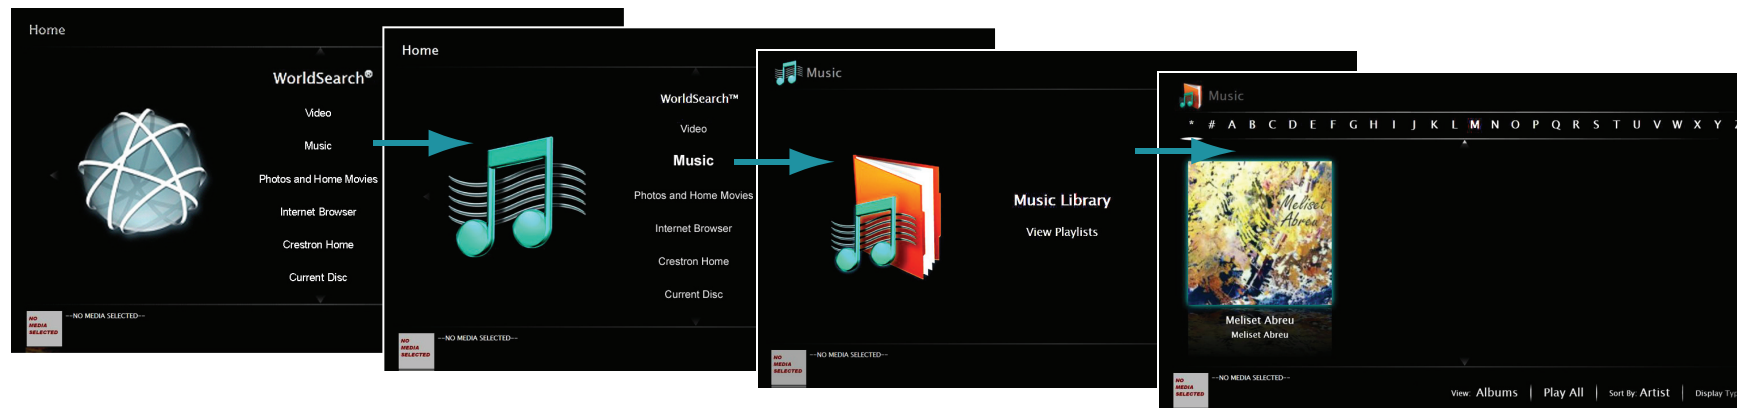 Home
WorldSearch®
Video
Music
Photos and Home Movies
Internet Browser
Crestron Home
Current Disc
NO
MEDIA
SELECTED
--NO MEDIA SELECTED--
Home
WorldSearch™
Video
Music
Photos and Home Movies
Internet Browser
Crestron Home
Current Disc
NO
MEDIA
SELECTED
--NO MEDIA SELECTED--
Music
Music Library
View Playlists
NO
MEDIA
SELECTED
--NO MEDIA SELECTED--
Music
* # A B C D E F G H I J K L M N O P Q R S T U V W X Y Z
Meliset
Abreu
Meliset Abreu
Meliset Abreu
NO
MEDIA
SELECTED
--NO MEDIA SELECTED--
View: Albums | Play All | Sort By: Artist | Display Typ